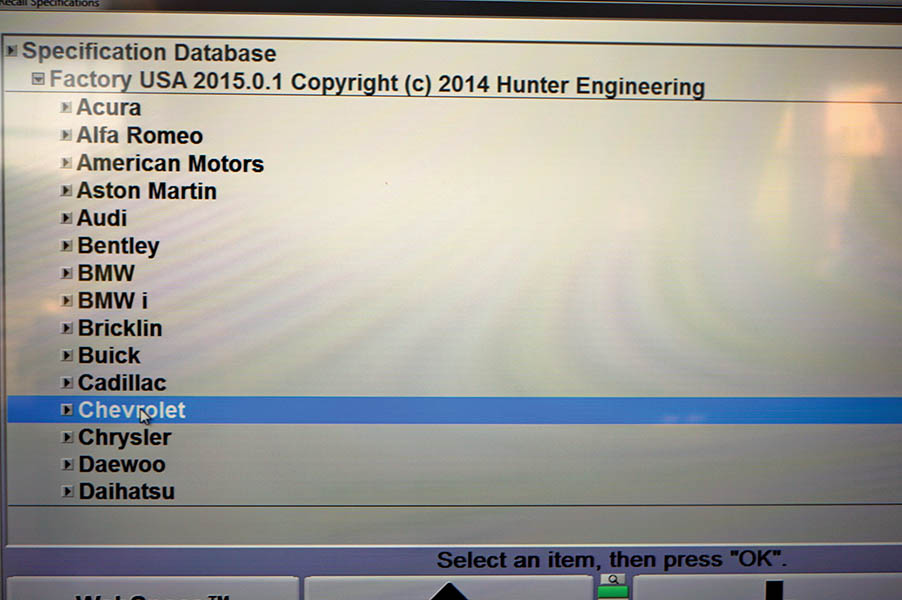 Recall Specifications
Specification Database
Factory USA 2015.0.1 Copyright (c) 2014 Hunter Engineering
Acura
Alfa Romeo
American Motors
Aston Martin
Audi
Bentley
BMW
BMW i
Bricklin
Buick
Cadillac
Chevrolet
Chrysler
Daewoo
Daihatsu
Select an item, then press "OK".